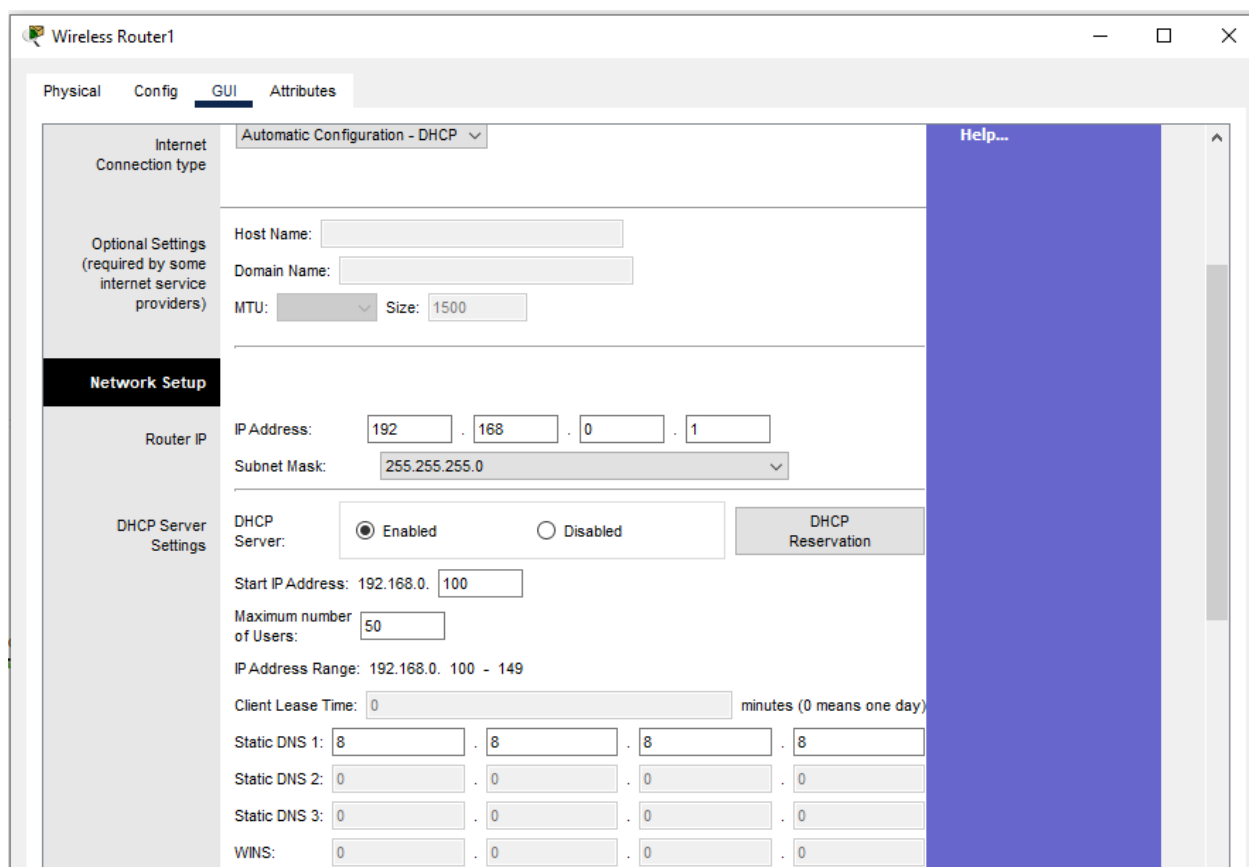 Wireless Router1
Physical Config GUI Attributes
Internet Connection type
Automatic Configuration - DHCP
Help...
Optional Settings
(required by some
internet service
providers)
Host Name:
Domain Name:
MTU: Size: 1500
Network Setup
Router IP
IP Address: 192 . 168 . 0 . 1
Subnet Mask: 255.255.255.0
DHCP Server
Settings
DHCP
Server:
Enabled Disabled
DHCP
Reservation
Start IP Address: 192.168.0. 100
Maximum number
of Users: 50
IP Address Range: 192.168.0. 100 - 149
Client Lease Time: 0 minutes (0 means one day)
Static DNS 1: 8 . 8 . 8 . 8
Static DNS 2: 0 . 0 . 0 . 0
Static DNS 3: 0 . 0 . 0 . 0
WINS: 0 . 0 . 0 . 0